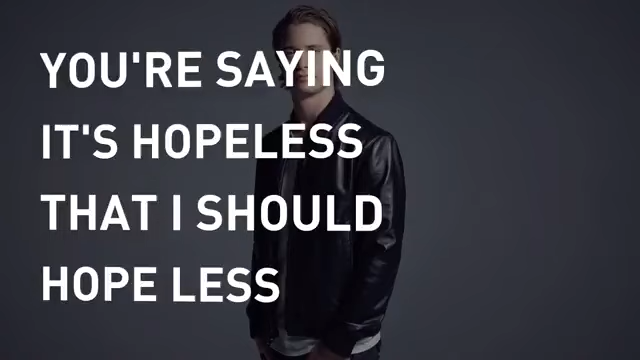 YOU'RE SAYING
IT'S HOPELESS
THAT I SHOULD
HOPE LESS